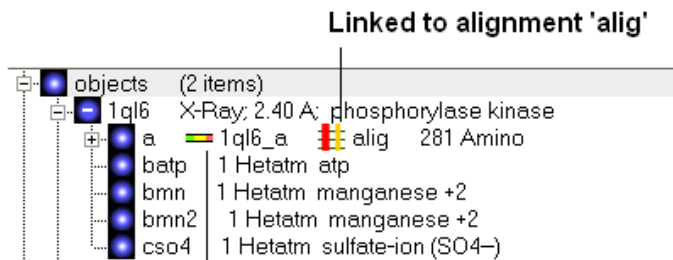 Linked to alignment 'alig'
objects (2 items)
1ql6 X-Ray; 2.40 A; phosphorylase kinase
a 1ql6_a alig 281 Amino
batp 1 Hetatm atp
bmn 1 Hetatm manganese +2
bmn2 1 Hetatm manganese +2
cso4 1 Hetatm sulfate-ion (SO4--)